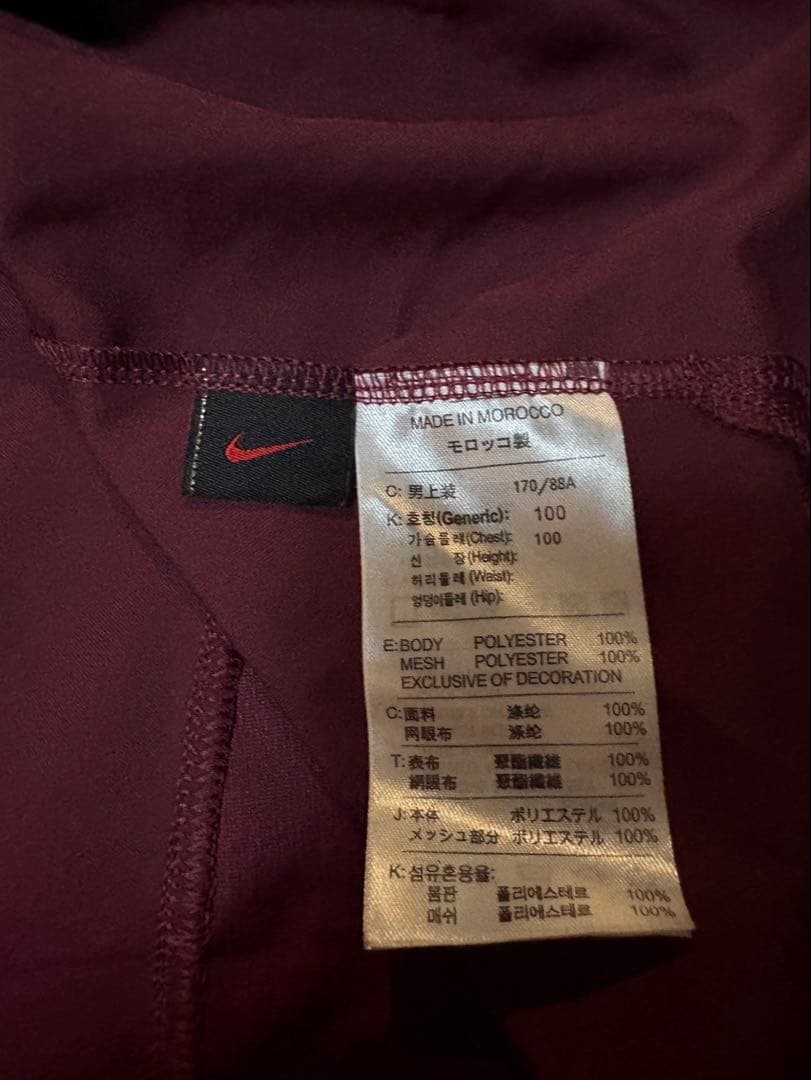 MADE IN MOROCCO
モロッコ製
C: 男上装 170/88A
K: 호칭(Generic): 100
가슴둘레(Chest): 100
신 장(Height):
허리둘레(Waist):
엉덩이둘레(Hip):
E: BODY POLYESTER 100%
MESH POLYESTER 100%
EXCLUSIVE OF DECORATION
C: 面料 涤纶 100%
网眼布 涤纶 100%
T: 表布 聚酯纖維 100%
網眼布 聚酯纖維 100%
J: 本体 ポリエステル 100%
メッシュ部分 ポリエステル 100%
K: 섬유혼용율:
몸판 폴리에스테르 100%
매쉬 폴리에스테르 100%